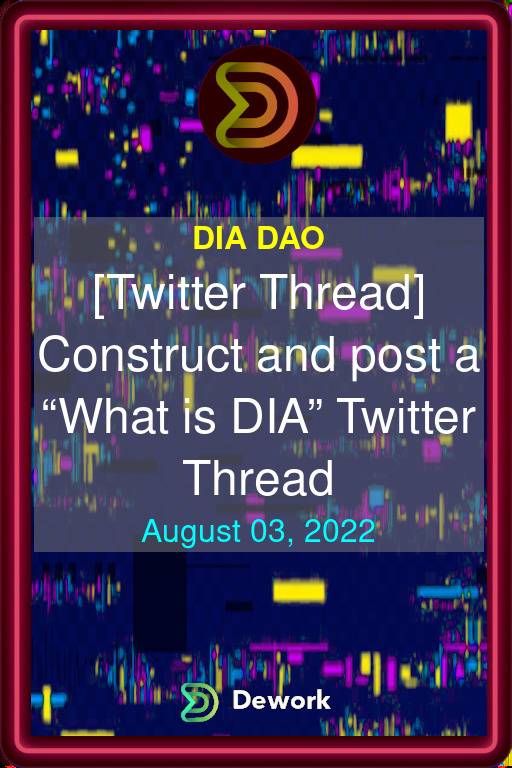 DIA DAO
[Twitter Thread]
Construct and post a
“What is DIA” Twitter
Thread
August 03, 2022
Dework